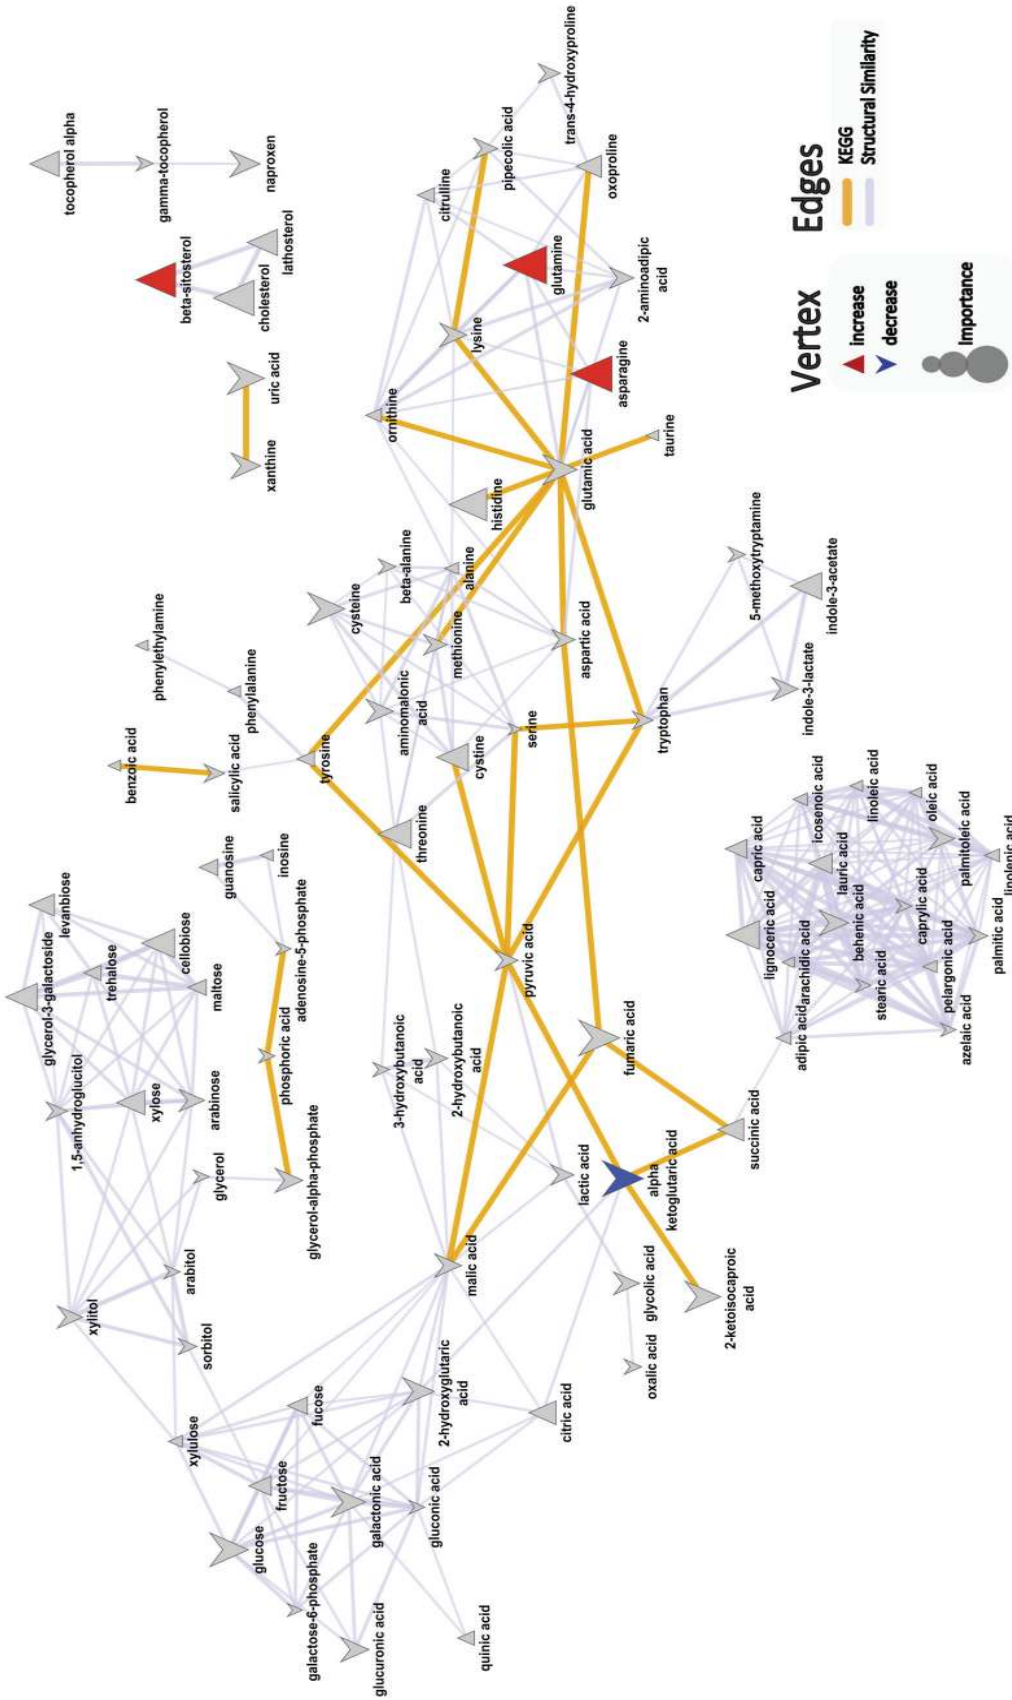 tocopherol alpha
gamma-tocopherol
naproxen
beta-sitosterol
cholesterol
lathosterol
xanthine
uric acid
citrulline
pipecolic acid
trans-4-hydroxyproline
oxoproline
glutamine
2-aminoadipic
acid
lysine
asparagine
ornithine
glutamic acid
taurine
histidine
phenylethylamine
phenylalanine
benzoic acid
salicylic acid
tyrosine
cysteine
beta-alanine
alanine
methionine
aminomalonic
acid
aspartic acid
serine
cystine
threonine
tryptophan
5-methoxytryptamine
indole-3-acetate
indole-3-lactate
pyruvic acid
fumaric acid
succinic acid
alpha
ketoglutaric acid
2-ketoisocaproic
acid
lactic acid
glycolic acid
oxalic acid
3-hydroxybutanoic
acid
2-hydroxybutanoic
acid
malic acid
citric acid
2-hydroxyglutaric
acid
guanosine
inosine
adenosine-5-phosphate
phosphoric acid
glycerol-alpha-phosphate
glycerol
levanbiose
glycerol-3-galactoside
trehalose
cellobiose
maltose
1,5-anhydroglucitol
xylose
arabinose
arabitol
xylitol
sorbitol
xylulose
fucose
fructose
glucose
galactonic acid
gluconic acid
galactose-6-phosphate
glucuronic acid
quinic acid
capric acid
icosenoic acid
linoleic acid
oleic acid
lauric acid
palmitoleic acid
linolenic acid
lignoceric acid
behenic acid
caprylic acid
palmitic acid
arachidic acid
stearic acid
pelargonic acid
adipic acid
azelaic acid
Vertex
increase
decrease
Importance
Edges
KEGG
Structural Similarity